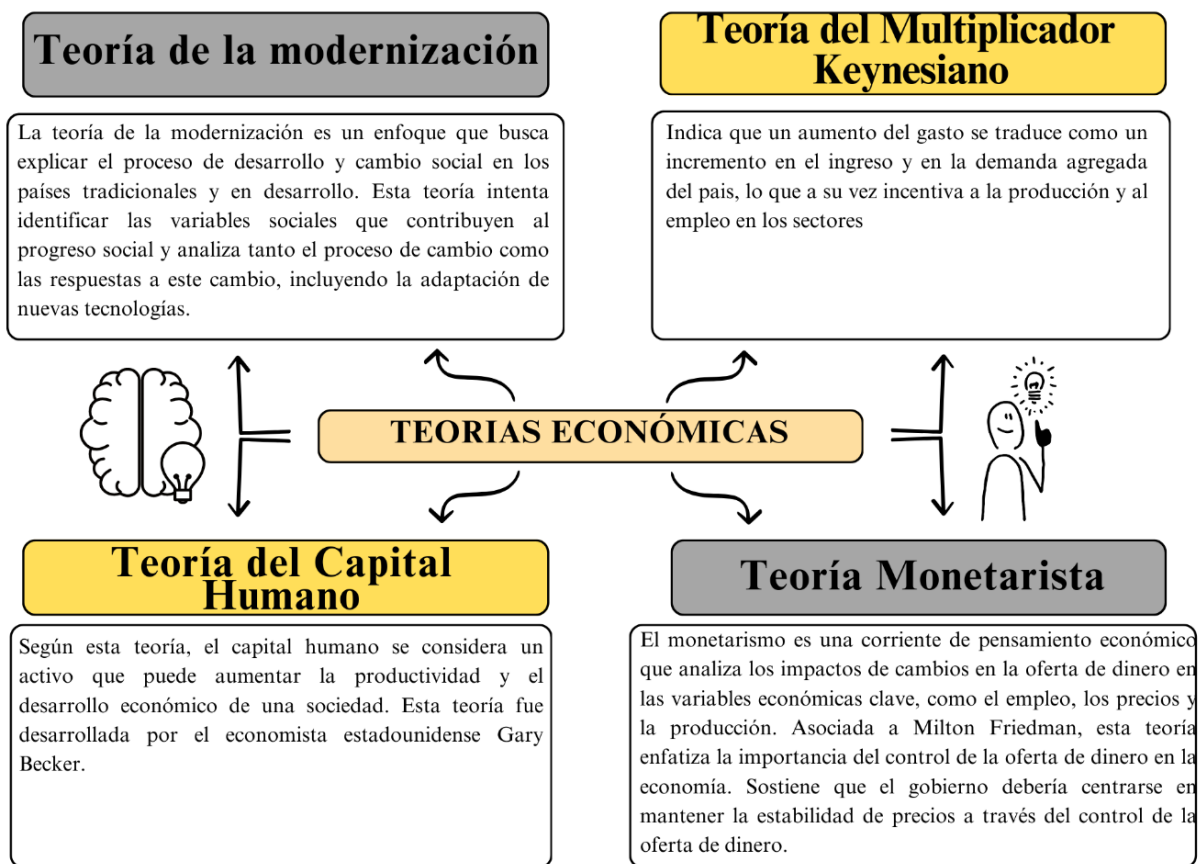 Teoría de la modernización
La teoría de la modernización es un enfoque que busca
explicar el proceso de desarrollo y cambio social en los
países tradicionales y en desarrollo. Esta teoría intenta
identificar las variables sociales que contribuyen al
progreso social y analiza tanto el proceso de cambio como
las respuestas a este cambio, incluyendo la adaptación de
nuevas tecnologías.
Teoría del Multiplicador
Keynesiano
Indica que un aumento del gasto se traduce como un
incremento en el ingreso y en la demanda agregada
del pais, lo que a su vez incentiva a la producción y al
empleo en los sectores
TEORIAS ECONÓMICAS
Teoría del Capital
Humano
Según esta teoría, el capital humano se considera un
activo que puede aumentar la productividad y el
desarrollo económico de una sociedad. Esta teoría fue
desarrollada por el economista estadounidense Gary
Becker.
Teoría Monetarista
El monetarismo es una corriente de pensamiento económico
que analiza los impactos de cambios en la oferta de dinero en
las variables económicas clave, como el empleo, los precios y
la producción. Asociada a Milton Friedman, esta teoría
enfatiza la importancia del control de la oferta de dinero en la
economía. Sostiene que el gobierno debería centrarse en
mantener la estabilidad de precios a través del control de la
oferta de dinero.